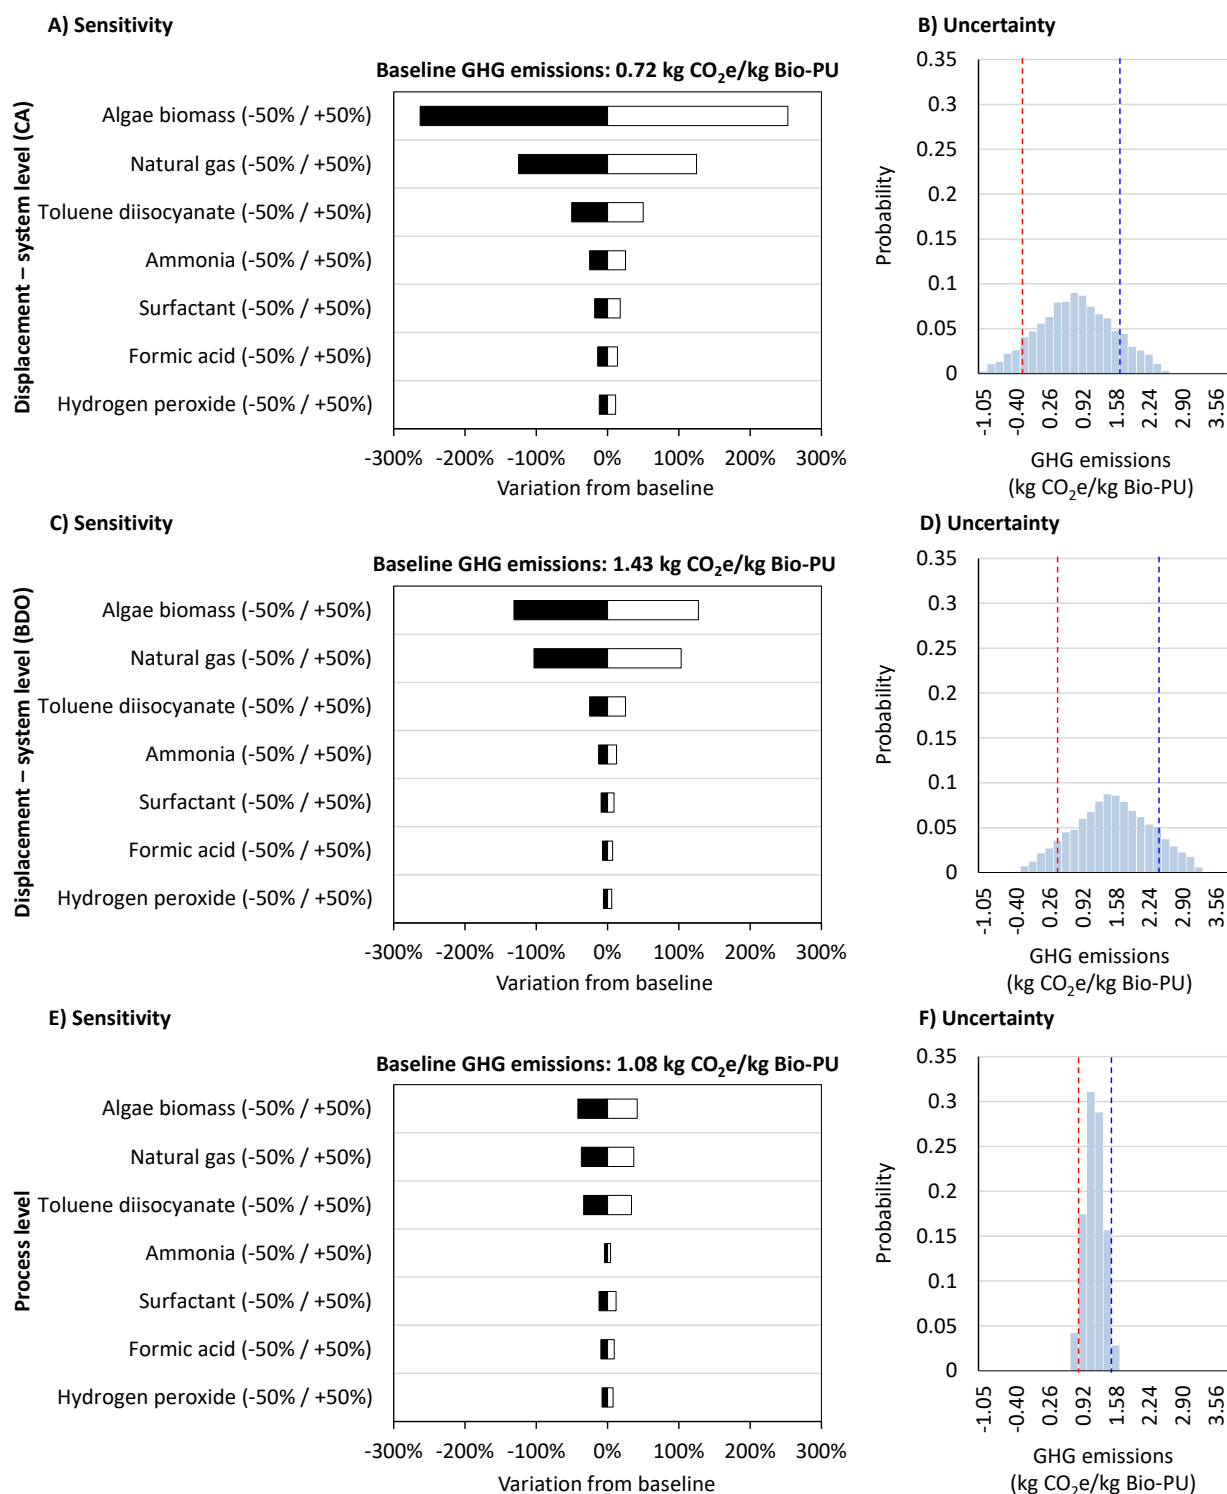 A) Sensitivity
B) Uncertainty
Baseline GHG emissions: 0.72 kg CO2e/kg Bio-PU
Displacement – system level (CA)
Algae biomass (-50% / +50%)
Natural gas (-50% / +50%)
Toluene diisocyanate (-50% / +50%)
Ammonia (-50% / +50%)
Surfactant (-50% / +50%)
Formic acid (-50% / +50%)
Hydrogen peroxide (-50% / +50%)
-300% -200% -100% 0% 100% 200% 300%
Variation from baseline
Probability
0.35
0.3
0.25
0.2
0.15
0.1
0.05
0
-1.05 -0.40 0.26 0.92 1.58 2.24 2.90 3.56
GHG emissions
(kg CO2e/kg Bio-PU)
C) Sensitivity
D) Uncertainty
Baseline GHG emissions: 1.43 kg CO2e/kg Bio-PU
Displacement – system level (BDO)
Algae biomass (-50% / +50%)
Natural gas (-50% / +50%)
Toluene diisocyanate (-50% / +50%)
Ammonia (-50% / +50%)
Surfactant (-50% / +50%)
Formic acid (-50% / +50%)
Hydrogen peroxide (-50% / +50%)
-300% -200% -100% 0% 100% 200% 300%
Variation from baseline
Probability
0.35
0.3
0.25
0.2
0.15
0.1
0.05
0
-1.05 -0.40 0.26 0.92 1.58 2.24 2.90 3.56
GHG emissions
(kg CO2e/kg Bio-PU)
E) Sensitivity
F) Uncertainty
Baseline GHG emissions: 1.08 kg CO2e/kg Bio-PU
Process level
Algae biomass (-50% / +50%)
Natural gas (-50% / +50%)
Toluene diisocyanate (-50% / +50%)
Ammonia (-50% / +50%)
Surfactant (-50% / +50%)
Formic acid (-50% / +50%)
Hydrogen peroxide (-50% / +50%)
-300% -200% -100% 0% 100% 200% 300%
Variation from baseline
Probability
0.35
0.3
0.25
0.2
0.15
0.1
0.05
0
-1.05 -0.40 0.26 0.92 1.58 2.24 2.90 3.56
GHG emissions
(kg CO2e/kg Bio-PU)